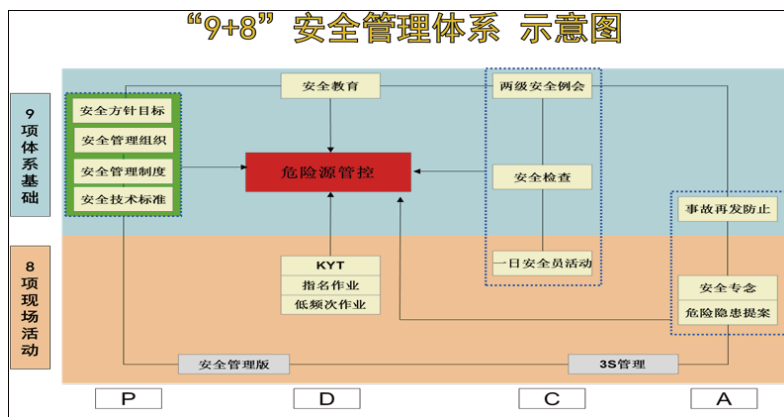 “9+8”安全管理体系 示意图
9项体系基础
安全方针目标
安全管理组织
安全管理制度
安全技术标准
安全教育
危险源管控
两级安全例会
安全检查
事故再发防止
8项现场活动
KYT
指名作业
低频次作业
一日安全员活动
安全专念
危险隐患提案
安全管理版
3S管理
P
D
C
A